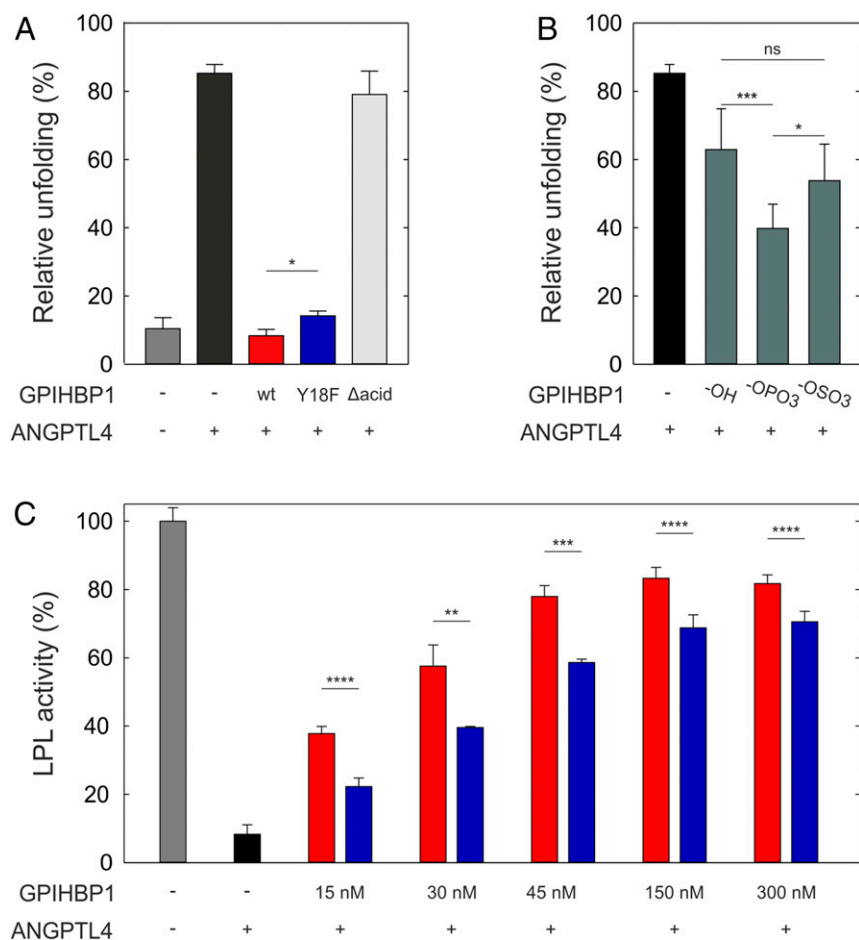 A
Relative unfolding (%)
100
80
60
40
20
0
*
GPIHBP1 - - wt Y18F Δacid
ANGPTL4 - + + + +
B
Relative unfolding (%)
100
80
60
40
20
0
ns
***
*
GPIHBP1 - -OH -OPO3 -OSO3
ANGPTL4 + + + +
C
LPL activity (%)
100
80
60
40
20
0
**** ** *** **** ****
GPIHBP1 - - 15 nM 30 nM 45 nM 150 nM 300 nM
ANGPTL4 - + + + + + +